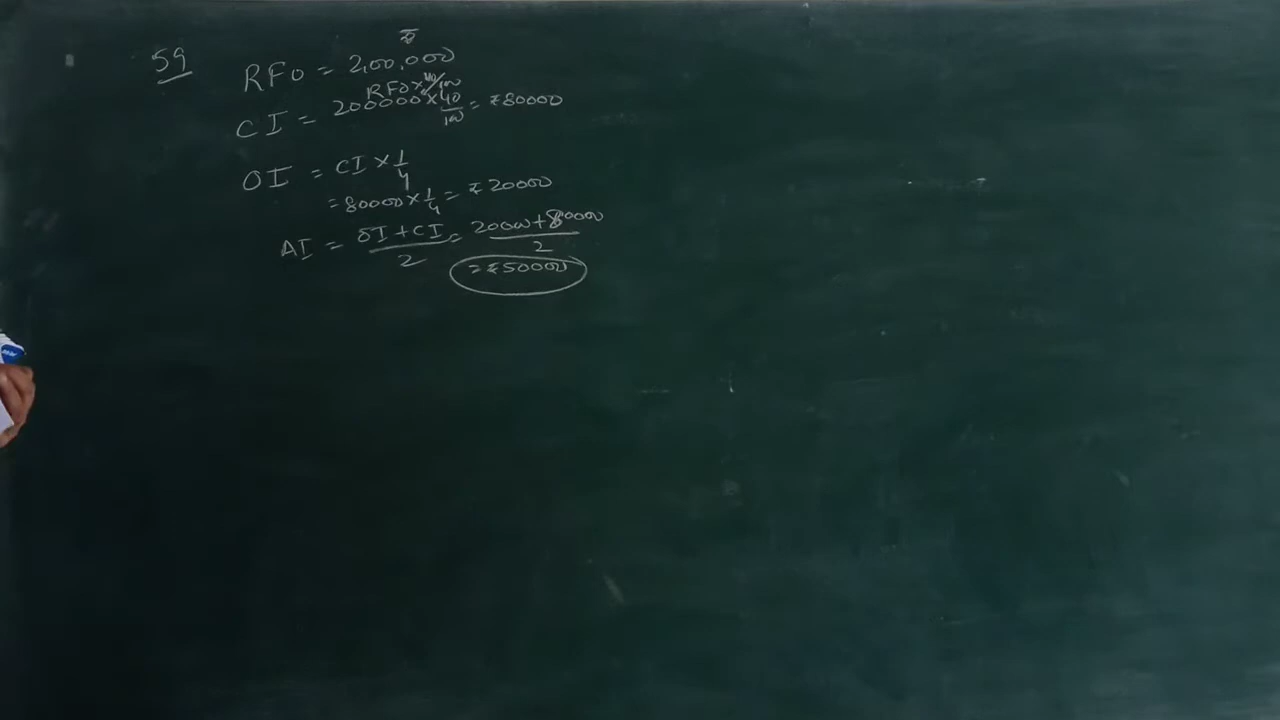 59
₹
RFO = 2,00,000
RFO × 40/100
CI = 200000 × 40/100 = ₹80000
OI = CI × 1/4
= 80000 × 1/4 = ₹20000
AI = OI + CI / 2 = 20000 + 80000 / 2
= ₹50000